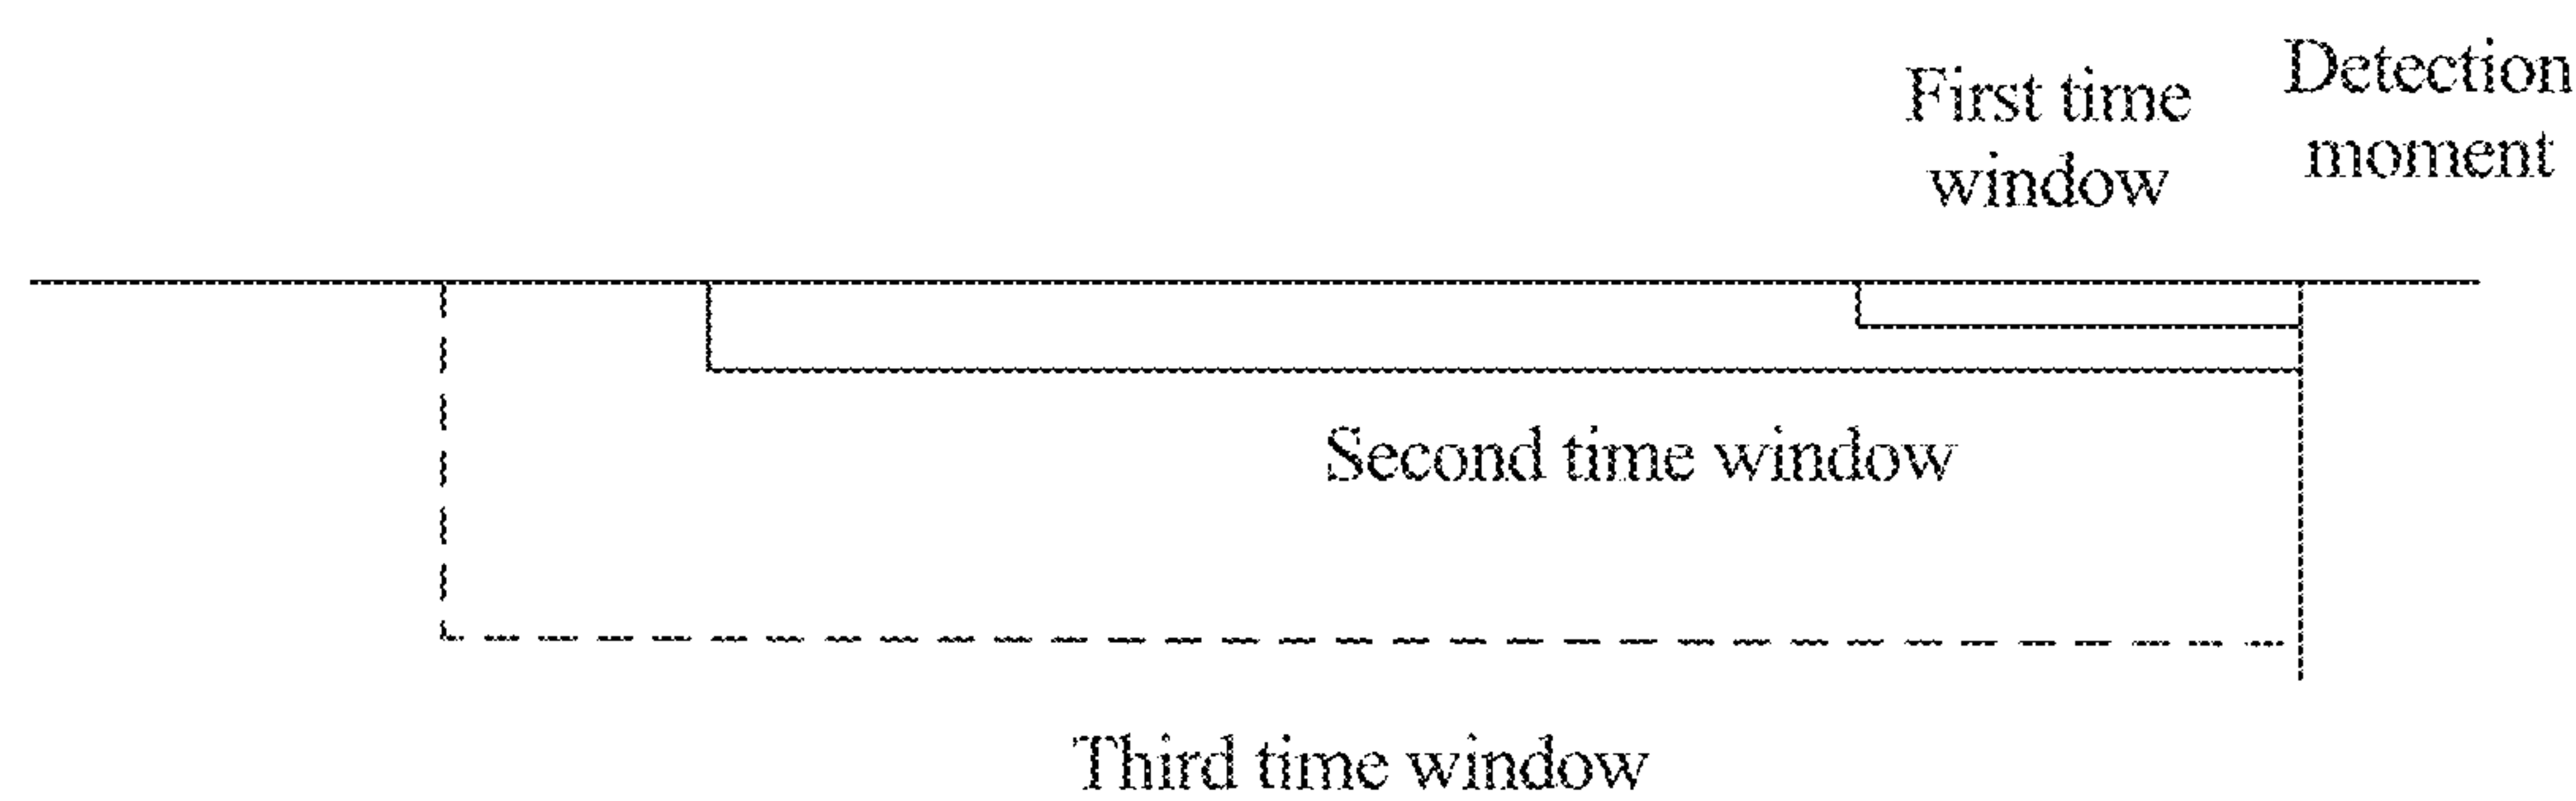 First time
window
Detection
moment
Second time window
Third time window